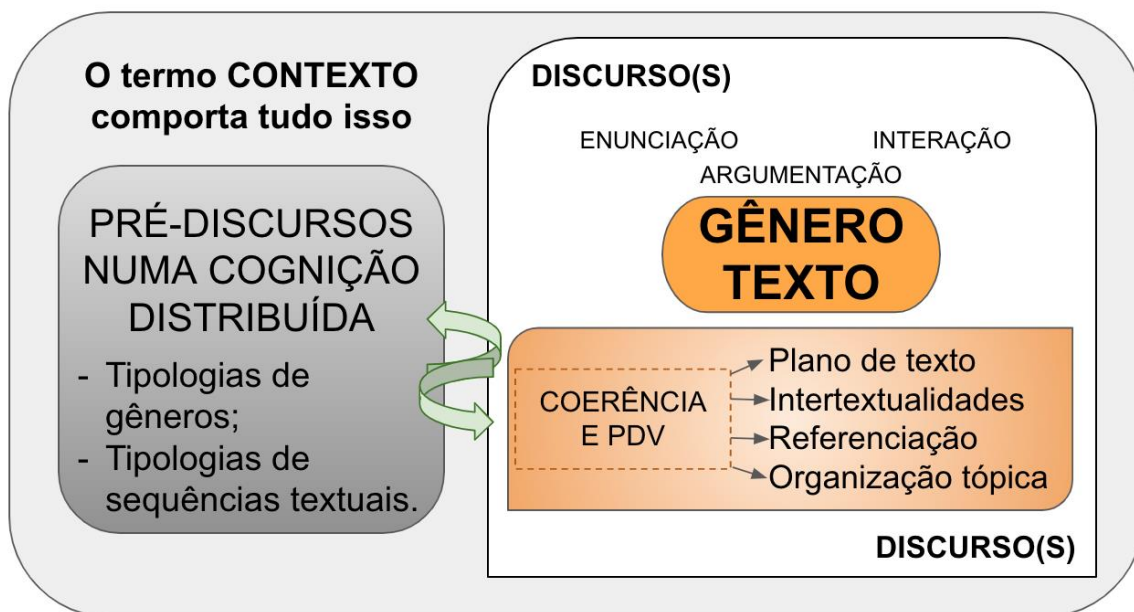 O termo CONTEXTO
comporta tudo isso
PRÉ-DISCURSOS
NUMA COGNIÇÃO
DISTRIBUÍDA
- Tipologias de
gêneros;
- Tipologias de
sequências textuais.
DISCURSO(S)
ENUNCIAÇÃO
INTERAÇÃO
ARGUMENTAÇÃO
GÊNERO
TEXTO
COERÊNCIA
E PDV
Plano de texto
Intertextualidades
Referenciação
Organização tópica
DISCURSO(S)